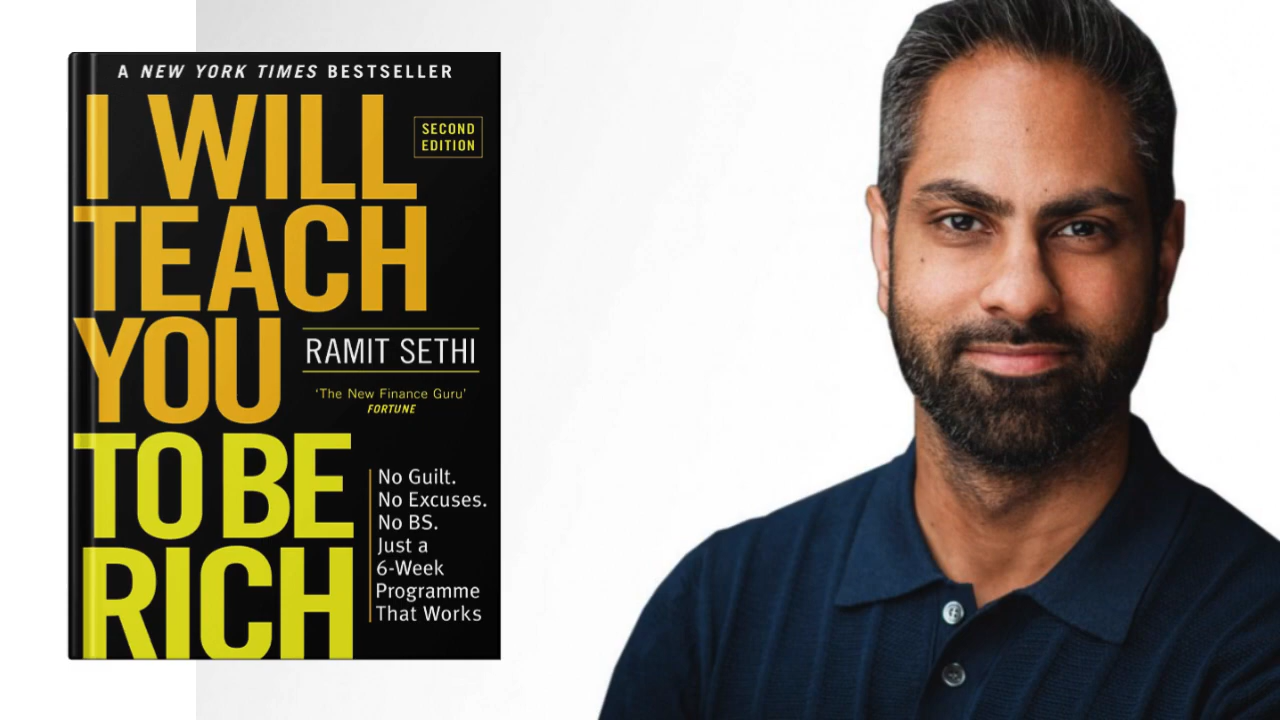 A NEW YORK TIMES BESTSELLER
I WILL
SECOND
EDITION
TEACH
YOU
RAMIT SETHI
'The New Finance Guru'
FORTUNE
TO BE
RICH
No Guilt.
No Excuses.
No BS.
Just a
6-Week
Programme
That Works